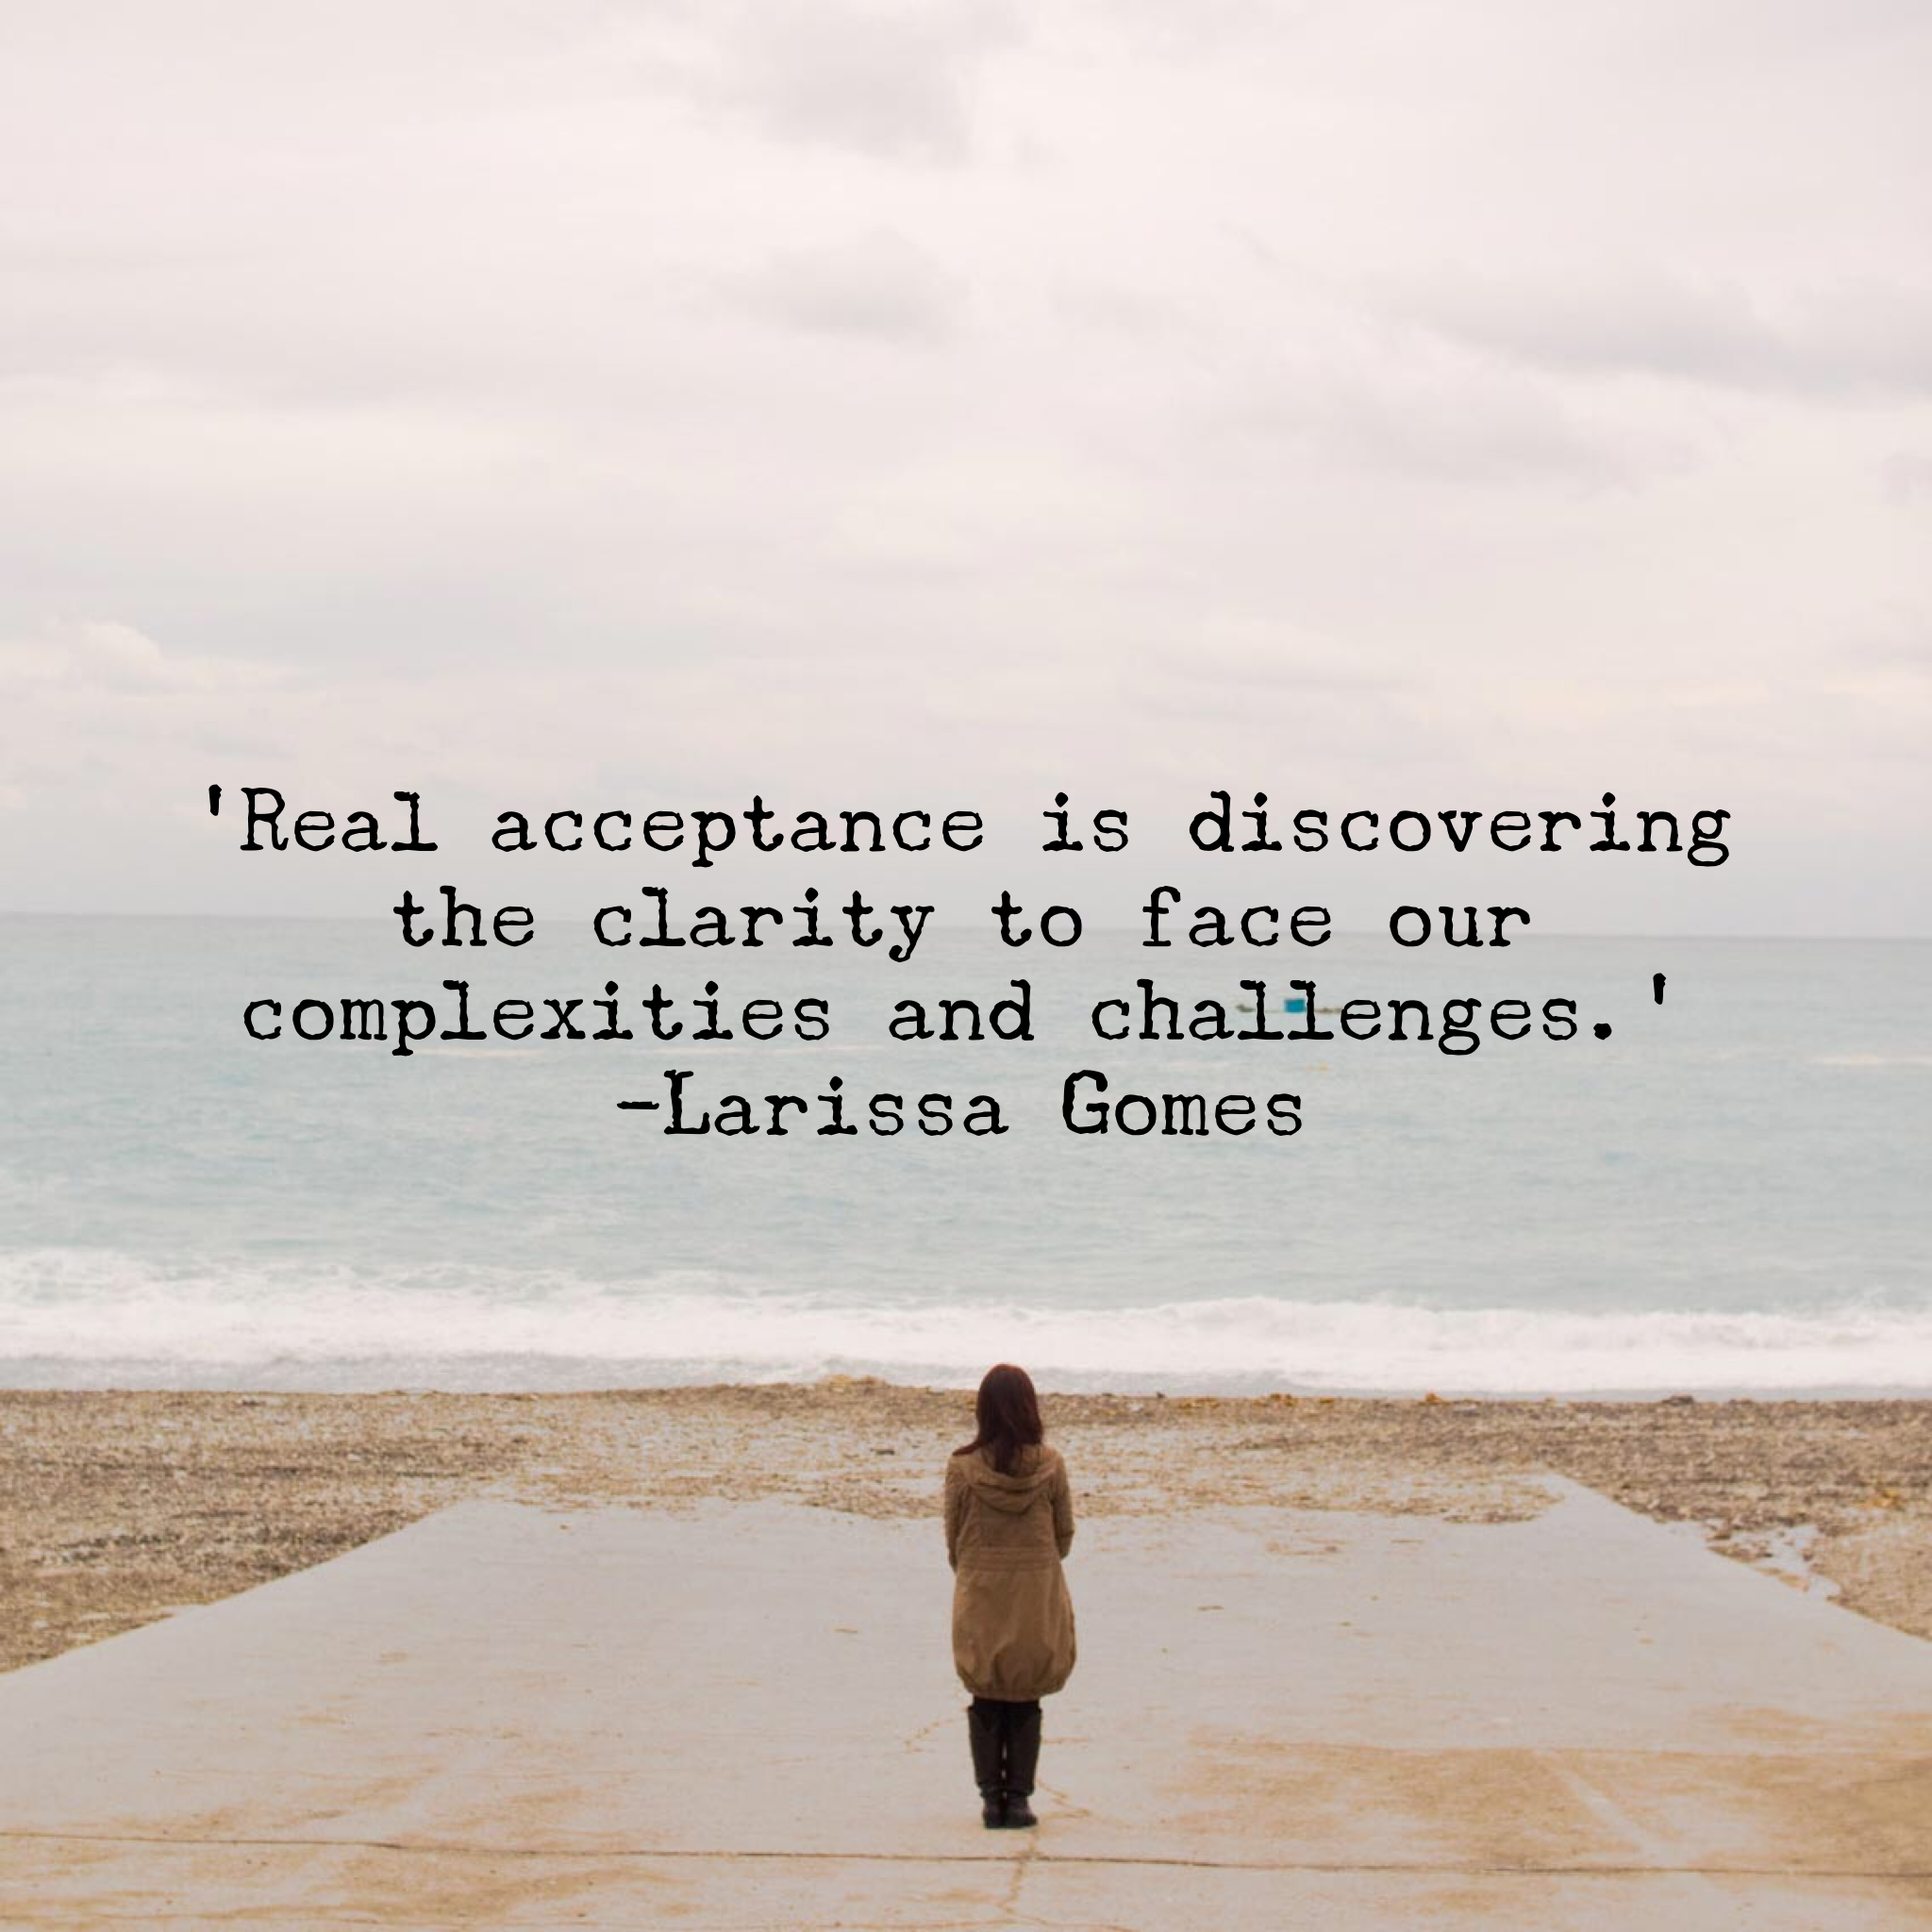 'Real acceptance is discovering
the clarity to face our
complexities and challenges.'
-Larissa Gomes